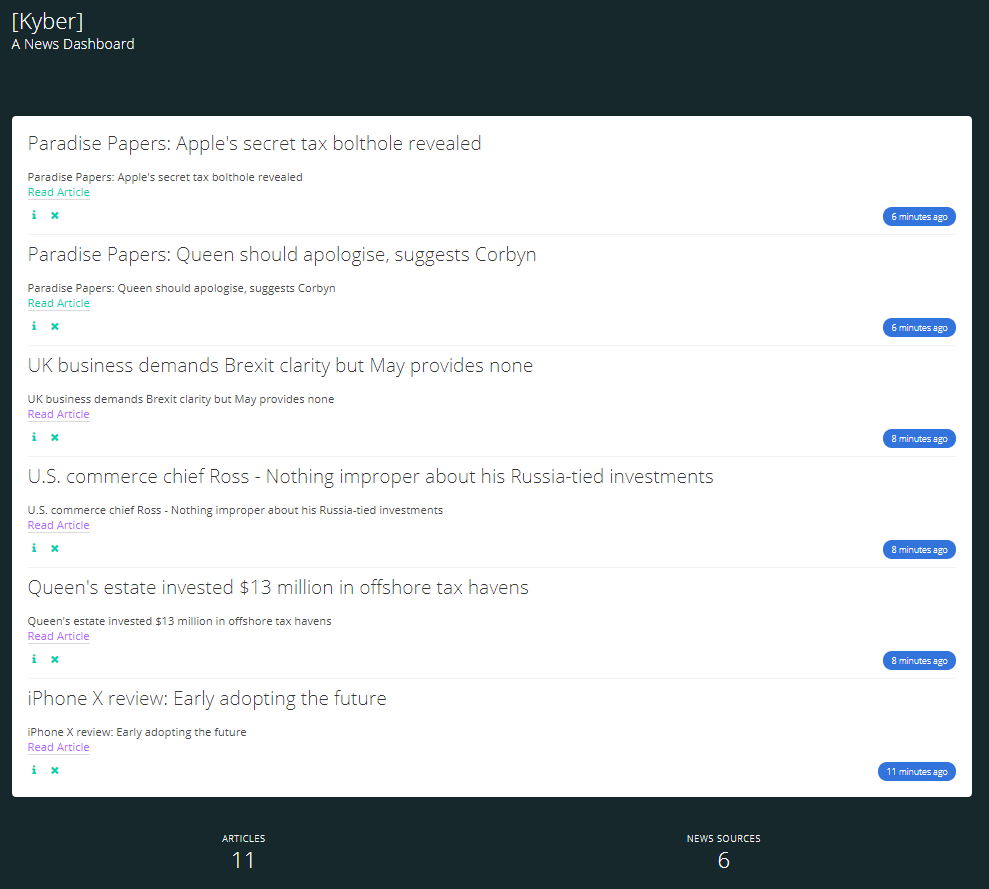 [Kyber]
A News Dashboard
Paradise Papers: Apple's secret tax bolthole revealed
Paradise Papers: Apple's secret tax bolthole revealed
Read Article
6 minutes ago
Paradise Papers: Queen should apologise, suggests Corbyn
Paradise Papers: Queen should apologise, suggests Corbyn
Read Article
6 minutes ago
UK business demands Brexit clarity but May provides none
UK business demands Brexit clarity but May provides none
Read Article
8 minutes ago
U.S. commerce chief Ross - Nothing improper about his Russia-tied investments
U.S. commerce chief Ross - Nothing improper about his Russia-tied investments
Read Article
8 minutes ago
Queen's estate invested $13 million in offshore tax havens
Queen's estate invested $13 million in offshore tax havens
Read Article
8 minutes ago
iPhone X review: Early adopting the future
iPhone X review: Early adopting the future
Read Article
11 minutes ago
ARTICLES
11
NEWS SOURCES
6